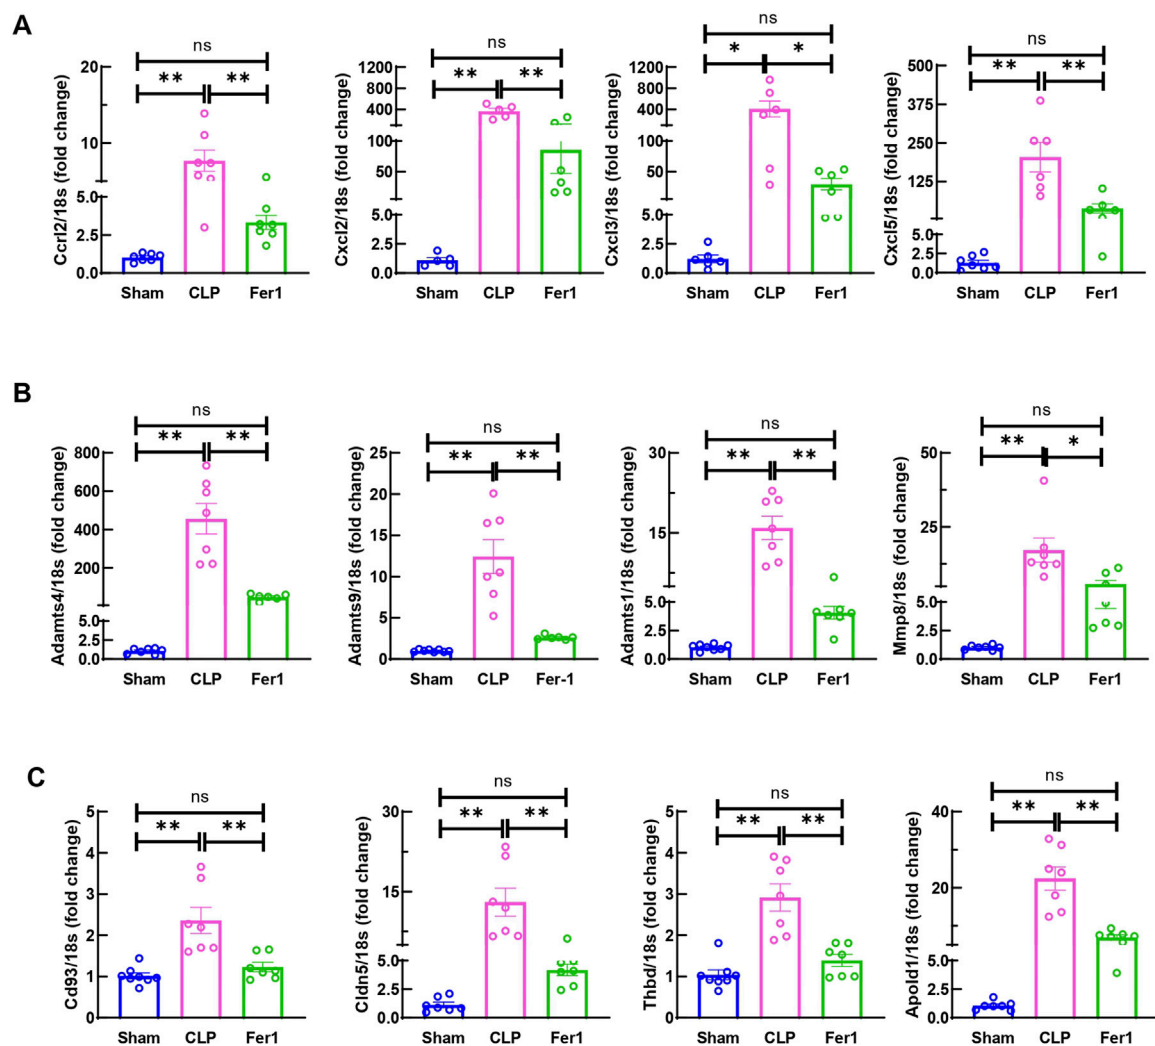 A
Ccrl2/18s (fold change)
20
10
5.0
2.5
0.0
ns
** **
Sham CLP Fer1
Cxcl2/18s (fold change)
1200
800
400
100
50
5.0
2.5
0.0
ns
** **
Sham CLP Fer1
Cxcl3/18s (fold change)
1200
800
400
100
50
5.0
2.5
0.0
ns
* *
Sham CLP Fer1
Cxcl5/18s (fold change)
500
375
250
125
5.0
2.5
0.0
ns
** **
Sham CLP Fer1
B
Adamts4/18s (fold change)
800
600
400
200
5.0
2.5
0.0
ns
** **
Sham CLP Fer1
Adamts9/18s (fold change)
25
20
15
10
5
0
ns
** **
Sham CLP Fer-1
Adamts1/18s (fold change)
30
15
5.0
2.5
0.0
ns
** **
Sham CLP Fer1
Mmp8/18s (fold change)
50
25
5.0
2.5
0.0
ns
** *
Sham CLP Fer1
C
Cd93/18s (fold change)
5
4
3
2
1
0
ns
** **
Sham CLP Fer1
Cldn5/18s (fold change)
30
15
5.0
2.5
0.0
ns
** **
Sham CLP Fer1
Thbd/18s (fold change)
5
4
3
2
1
0
ns
** **
Sham CLP Fer1
Apold1/18s (fold change)
40
20
5.0
2.5
0.0
ns
** **
Sham CLP Fer1